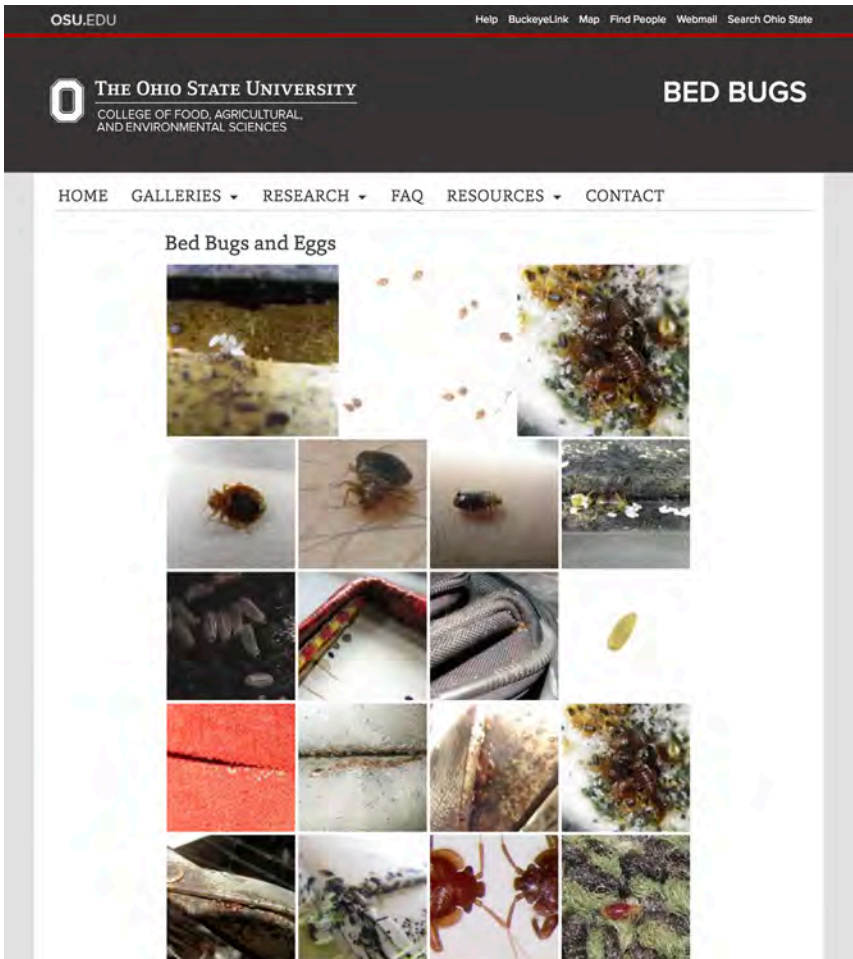 OSU.EDU
Help BuckeyeLink Map Find People Webmail Search Ohio State
THE OHIO STATE UNIVERSITY
COLLEGE OF FOOD, AGRICULTURAL,
AND ENVIRONMENTAL SCIENCES
BED BUGS
HOME GALLERIES RESEARCH FAQ RESOURCES CONTACT
Bed Bugs and Eggs